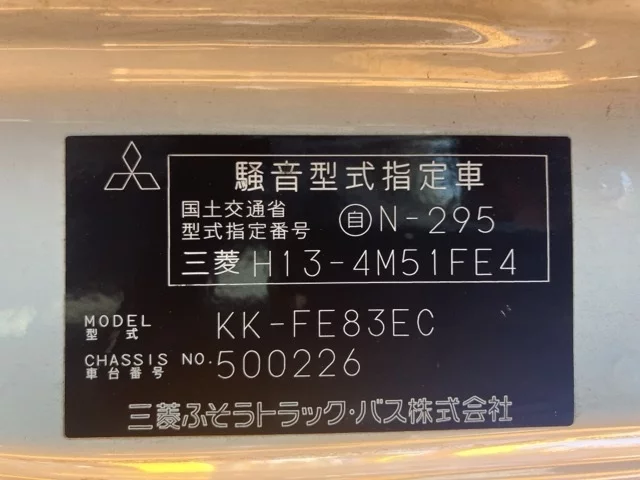 騒音型式指定車
国土交通省
型式指定番号 自N-295
三菱 H13-4M51FE4
MODEL
型式 KK-FE83EC
CHASSIS NO.
車台番号 500226
三菱ふそうトラック・バス株式会社